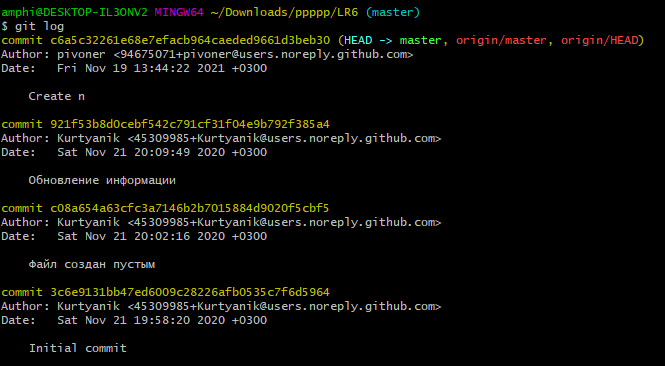 amphi@DESKTOP-IL3ONV2 MINGW64 ~/Downloads/ppppp/LR6 (master)
$ git log
commit c6a5c32261e68e7efacb964caeded9661d3beb30 (HEAD -> master, origin/master, origin/HEAD)
Author: pivoner <94675071+pivoner@users.noreply.github.com>
Date:   Fri Nov 19 13:44:22 2021 +0300

    Create n

commit 921f53b8d0cebf542c791cf31f04e9b792f385a4
Author: Kurtyanik <45309985+Kurtyanik@users.noreply.github.com>
Date:   Sat Nov 21 20:09:49 2020 +0300

    Обновление информации

commit c08a654a63cfc3a7146b2b7015884d9020f5cbf5
Author: Kurtyanik <45309985+Kurtyanik@users.noreply.github.com>
Date:   Sat Nov 21 20:02:16 2020 +0300

    Файл создан пустым

commit 3c6e9131bb47ed6009c28226afb0535c7f6d5964
Author: Kurtyanik <45309985+Kurtyanik@users.noreply.github.com>
Date:   Sat Nov 21 19:58:20 2020 +0300

    Initial commit